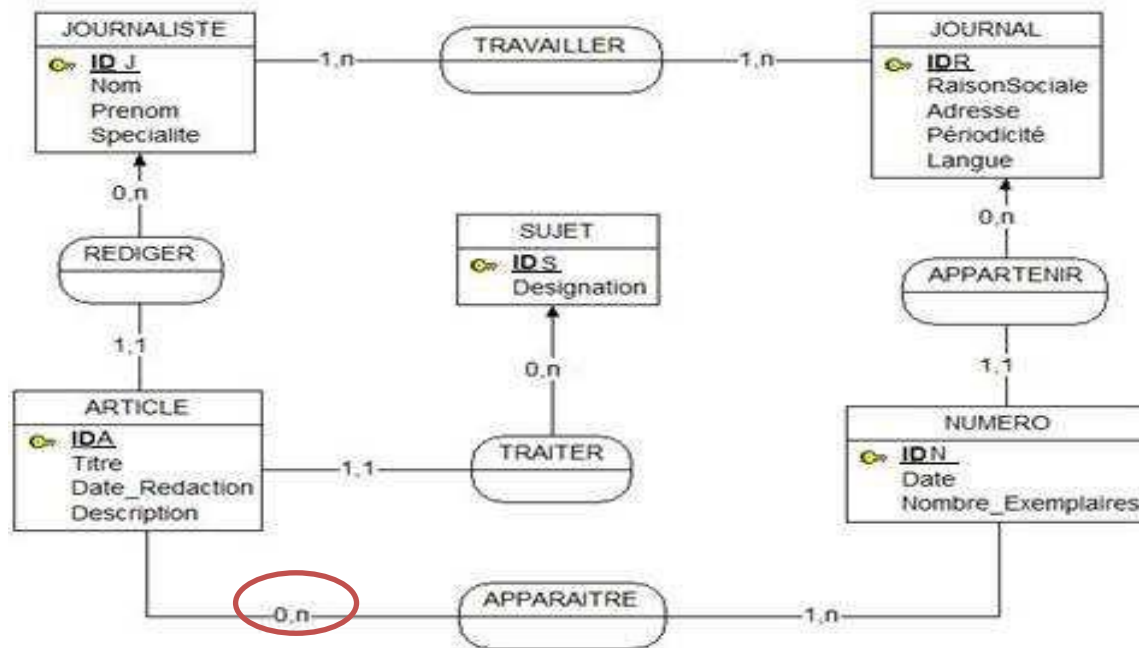 JOURNALISTE
ID J
Nom
Prenom
Specialite
1,n
TRAVAILLER
1,n
JOURNAL
IDR
RaisonSociale
Adresse
Périodicité
Langue
0,n
REDIGER
1,1
SUJET
ID S
Designation
0,n
APPARTENIR
1,1
0,n
ARTICLE
IDA
Titre
Date_Redaction
Description
1,1
TRAITER
NUMERO
IDN
Date
Nombre_Exemplaires
0,n
APPARAITRE
1,n